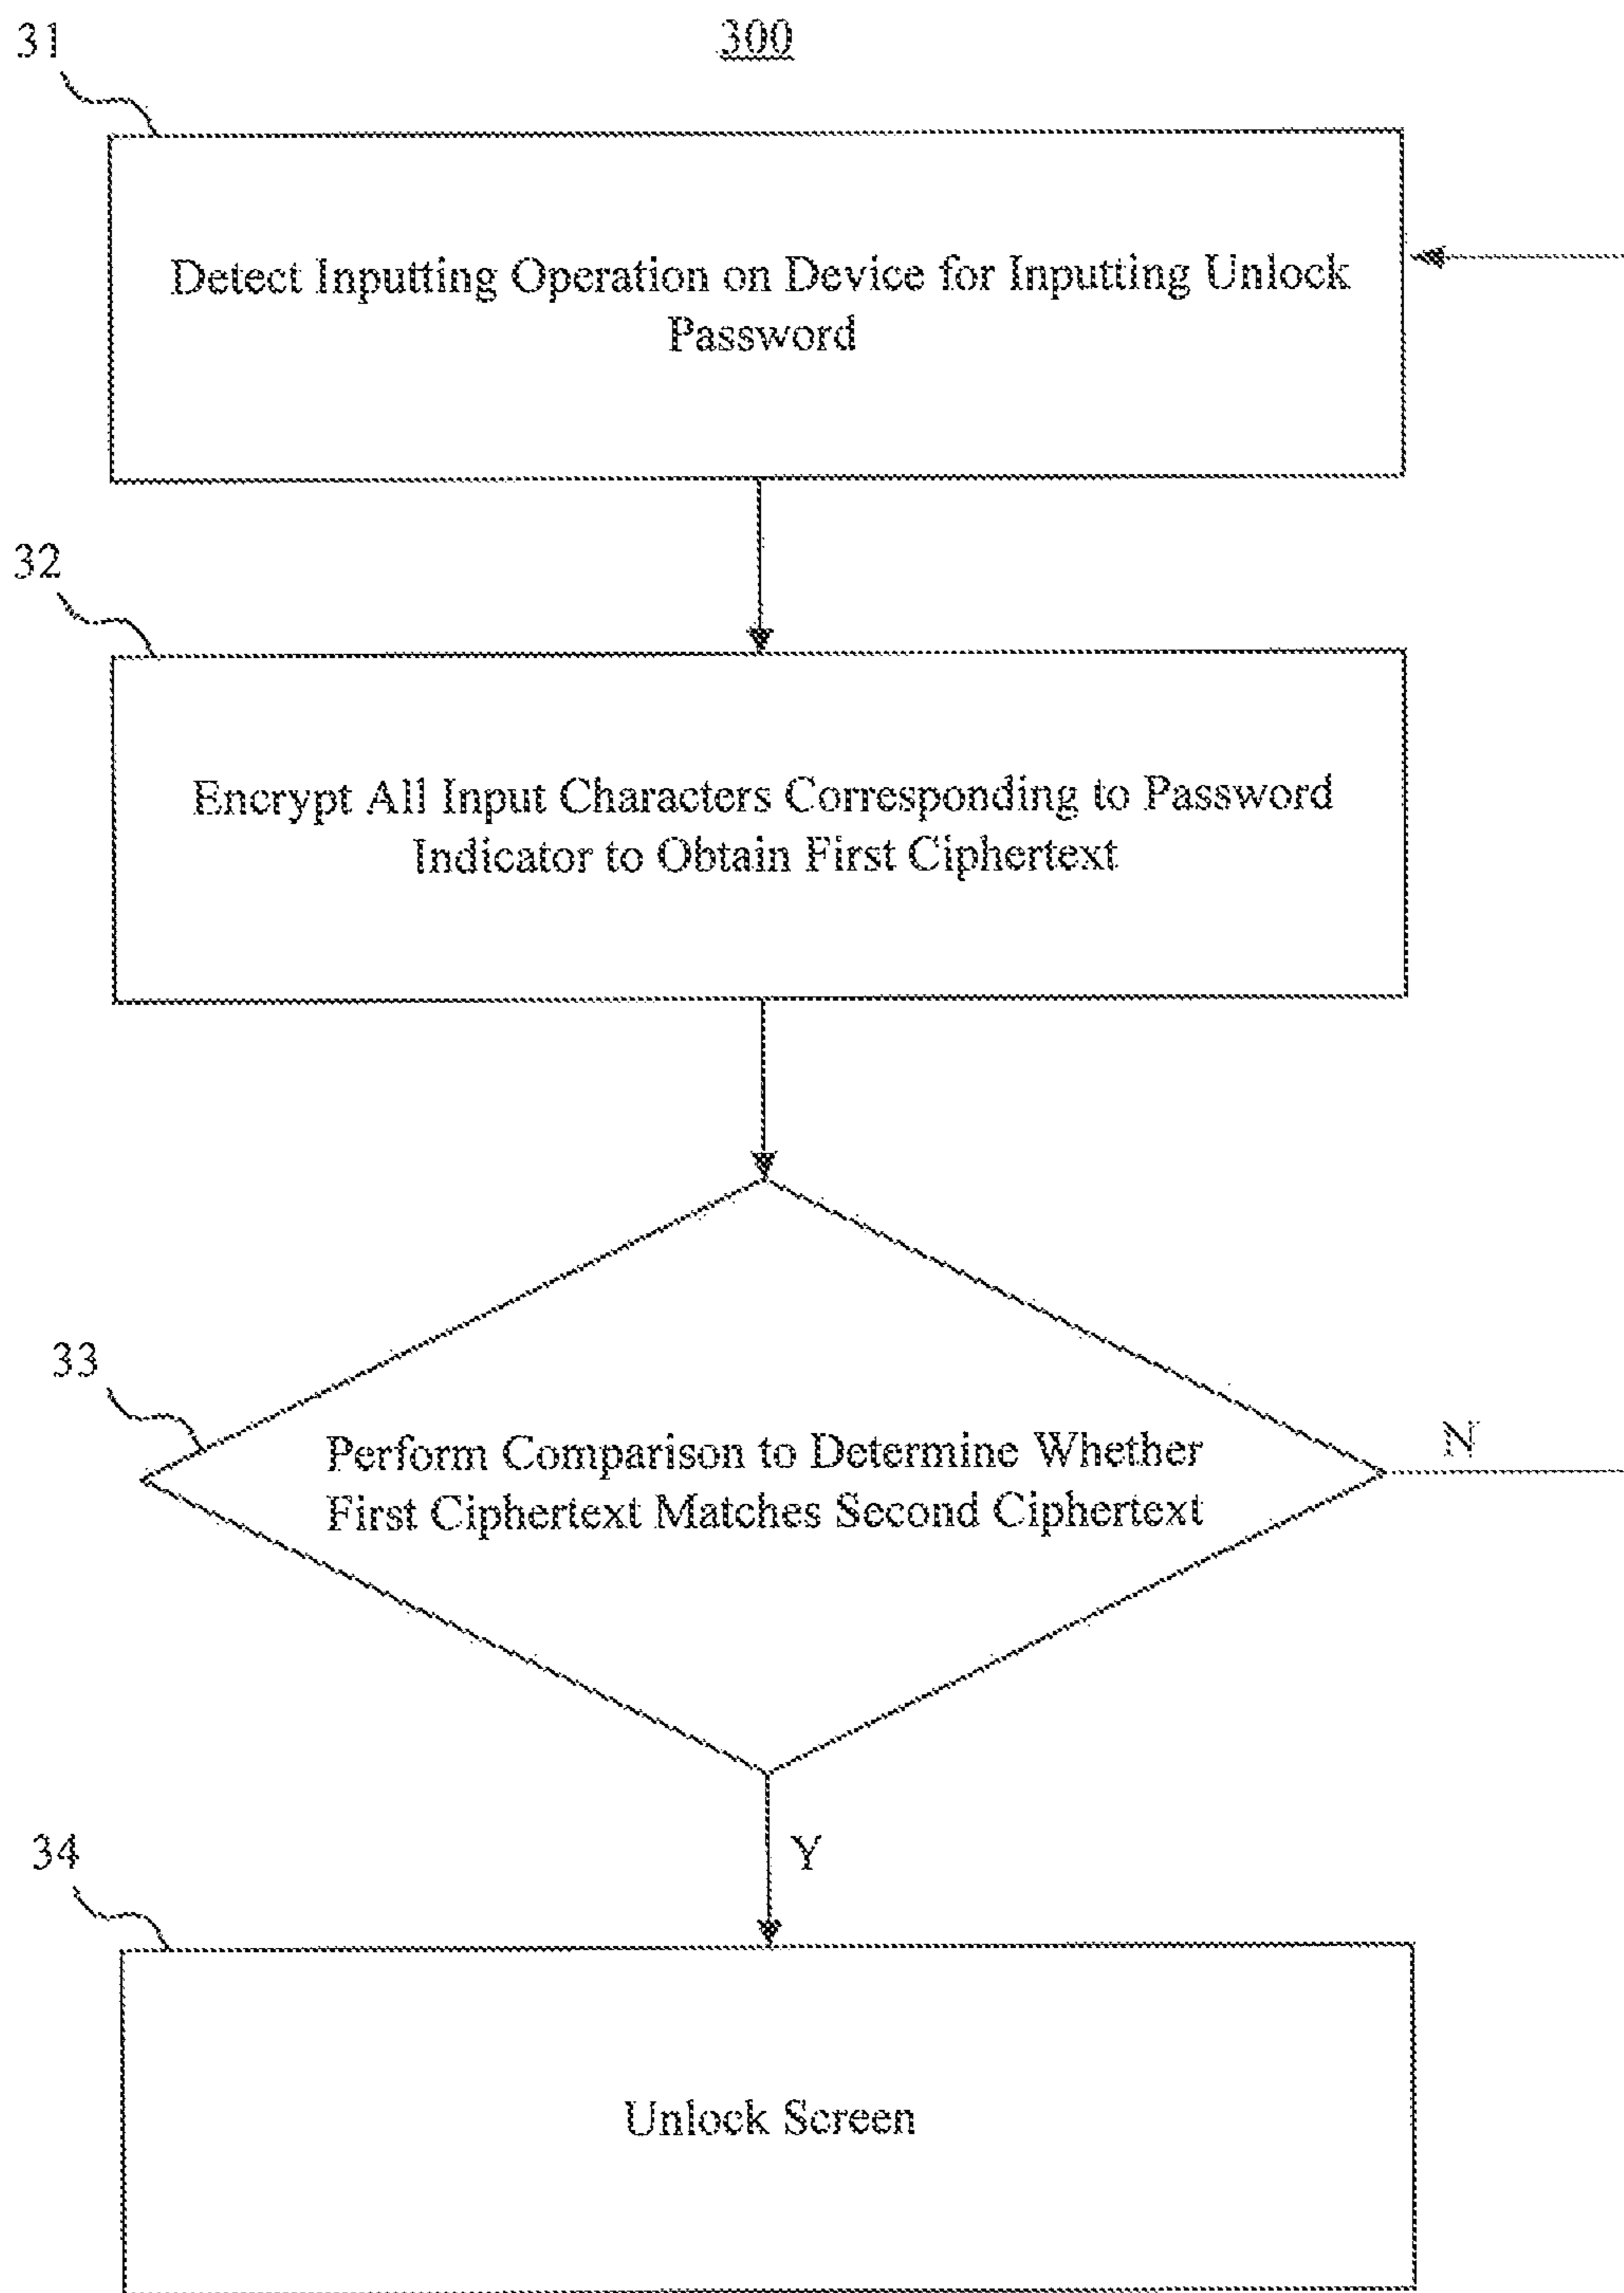 300
31
Detect Inputting Operation on Device for Inputting Unlock
Password
32
Encrypt All Input Characters Corresponding to Password
Indicator to Obtain First Ciphertext
33
Perform Comparison to Determine Whether
First Ciphertext Matches Second Ciphertext
N
Y
34
Unlock Screen